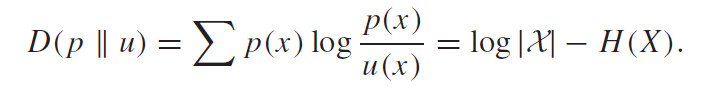 D(p ∥ u) = ∑ p(x) log p(x)/u(x) = log |𝒳| − H(X).